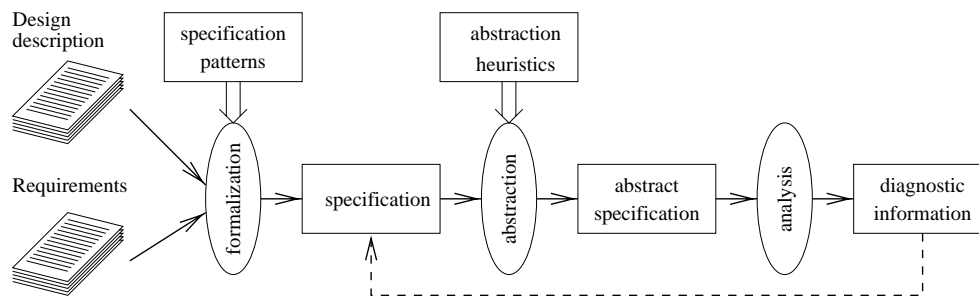 Design
description
specification
patterns
abstraction
heuristics
Requirements
formalization
specification
abstraction
abstract
specification
analysis
diagnostic
information